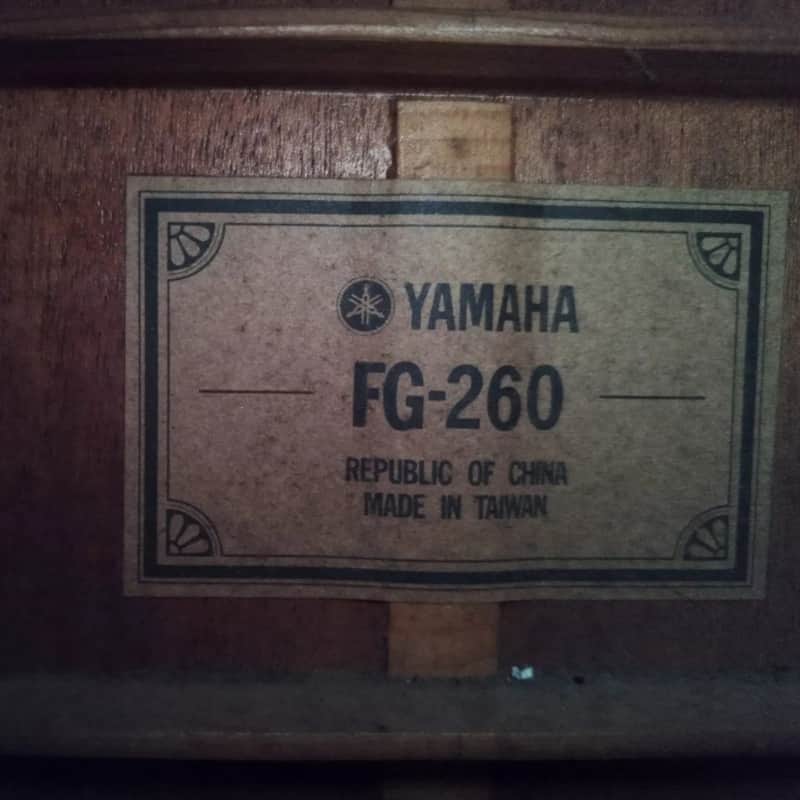 YAMAHA
FG-260
REPUBLIC OF CHINA
MADE IN TAIWAN